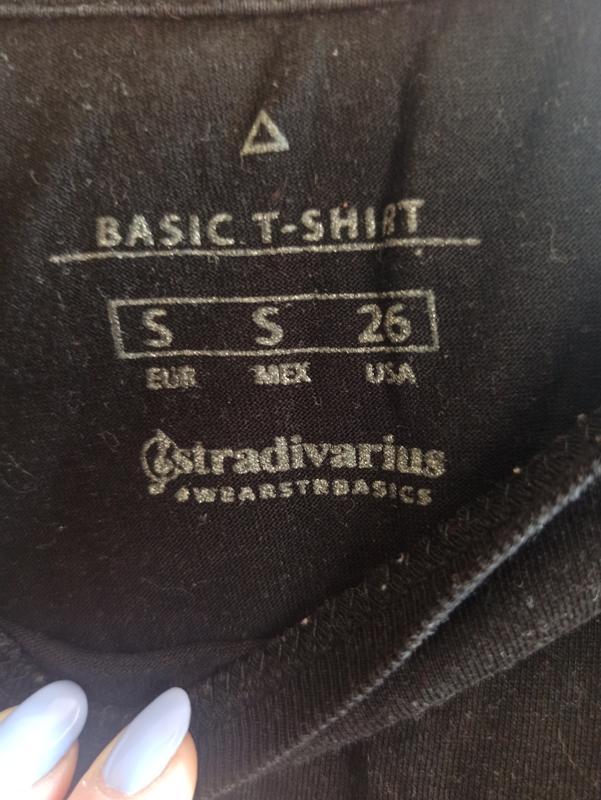 BASIC T-SHIRT
S S 26
EUR MEX USA
stradivarius
#WEARSTRBASICS